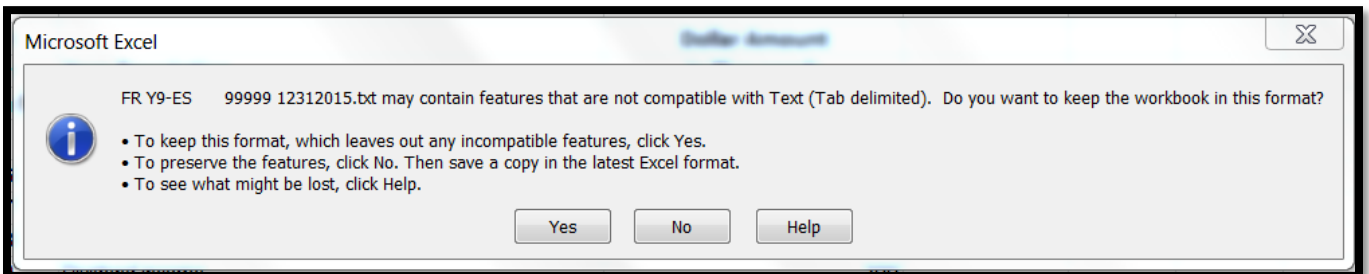 Dollar Amount
Microsoft Excel
FR Y9-ES 99999 12312015.txt may contain features that are not compatible with Text (Tab delimited). Do you want to keep the workbook in this format?
• To keep this format, which leaves out any incompatible features, click Yes.
• To preserve the features, click No. Then save a copy in the latest Excel format.
• To see what might be lost, click Help.
Yes No Help